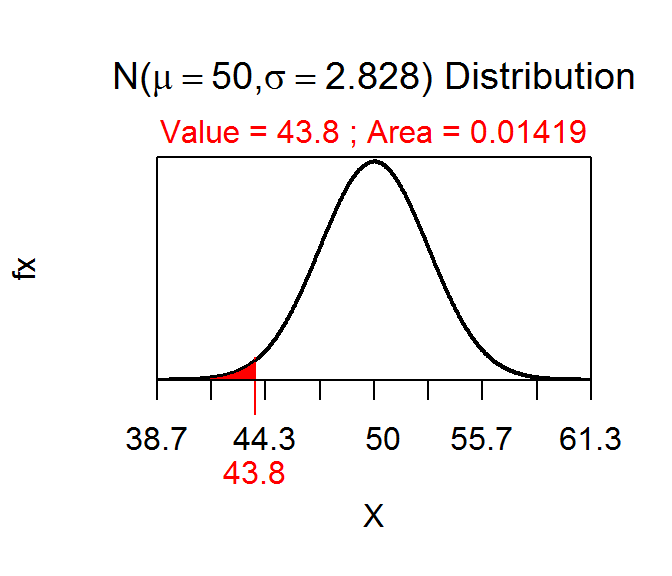 N(μ = 50,σ = 2.828) Distribution
Value = 43.8 ; Area = 0.01419
fx
38.7 44.3 50 55.7 61.3
43.8
X